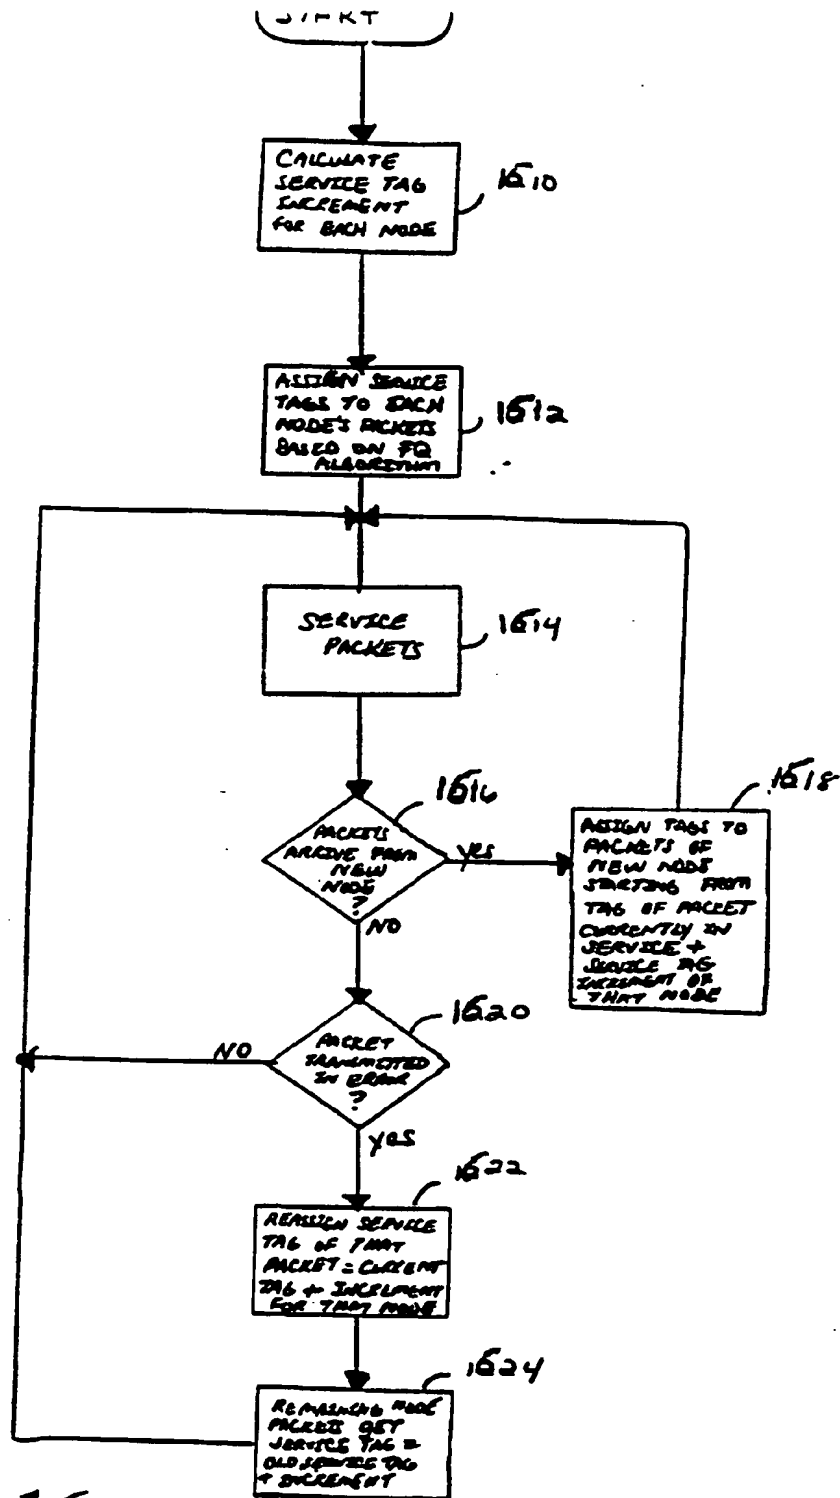 START
CALCULATE
SERVICE TAG
INCREMENT
FOR EACH NODE
1610
ASSIGN SERVICE
TAGS TO EACH
NODE'S PACKETS
BASED ON FQ
ALGORITHM
1612
SERVICE
PACKETS
1614
PACKETS
ARRIVE FROM
NEW
NODE
?
1616
YES
NO
ASSIGN TAGS TO
PACKETS OF
NEW NODE
STARTING FROM
TAG OF PACKET
CURRENTLY IN
SERVICE +
SERVICE TAG
INCREMENT OF
THAT NODE
1618
PACKET
TRANSMITTED
IN ERROR
?
1620
NO
YES
REASSIGN SERVICE
TAG OF THAT
PACKET = CURRENT
TAG + INCREMENT
FOR THAT NODE
1622
REMAINING NODE
PACKETS GET
SERVICE TAG =
OLD SERVICE TAG
+ INCREMENT
1624